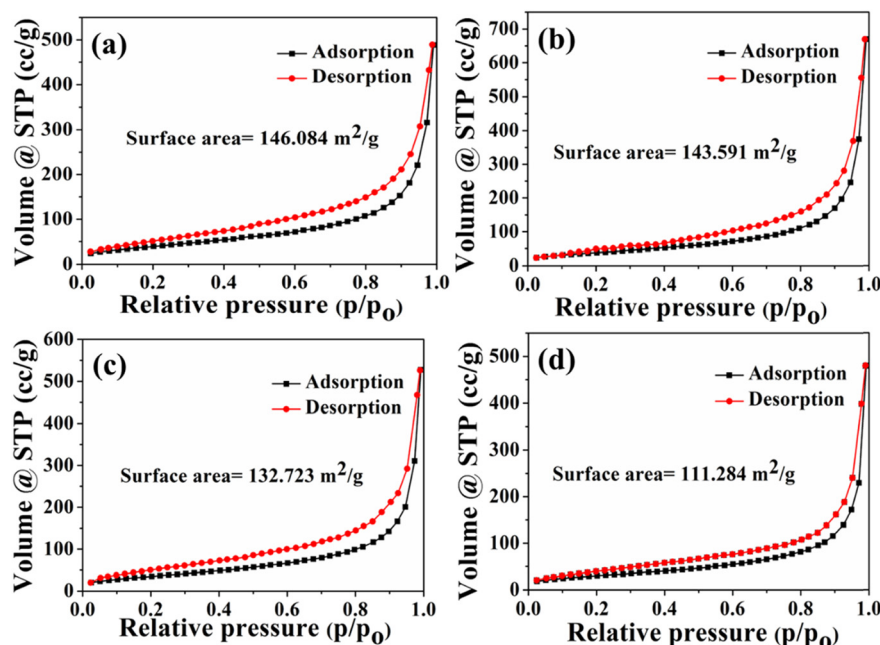 (a)
Adsorption
Desorption
Surface area= 146.084 m²/g
Volume @ STP (cc/g)
500
400
300
200
100
0
0.0 0.2 0.4 0.6 0.8 1.0
Relative pressure (p/pₒ)
(b)
Adsorption
Desorption
Surface area= 143.591 m²/g
Volume @ STP (cc/g)
700
600
500
400
300
200
100
0
0.0 0.2 0.4 0.6 0.8 1.0
Relative pressure (p/pₒ)
(c)
Adsorption
Desorption
Surface area= 132.723 m²/g
Volume @ STP (cc/g)
600
500
400
300
200
100
0
0.0 0.2 0.4 0.6 0.8 1.0
Relative pressure (p/pₒ)
(d)
Adsorption
Desorption
Surface area= 111.284 m²/g
Volume @ STP (cc/g)
500
400
300
200
100
0
0.0 0.2 0.4 0.6 0.8 1.0
Relative pressure (p/pₒ)